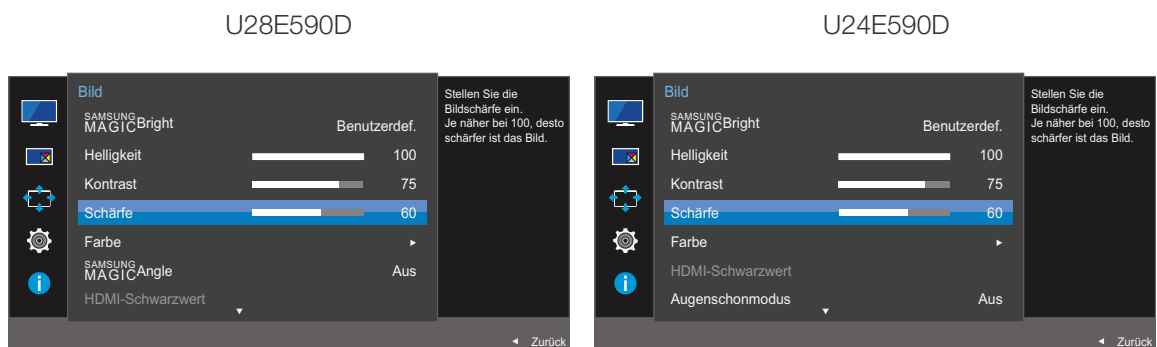 U28E590D
Bild
SAMSUNG
MAGICBright Benutzerdef.
Helligkeit 100
Kontrast 75
Schärfe 60
Farbe
SAMSUNG
MAGICAngle Aus
HDMI-Schwarzwert
Stellen Sie die
Bildschärfe ein.
Je näher bei 100, desto
schärfer ist das Bild.
Zurück
U24E590D
Bild
SAMSUNG
MAGICBright Benutzerdef.
Helligkeit 100
Kontrast 75
Schärfe 60
Farbe
HDMI-Schwarzwert
Augenschonmodus Aus
Stellen Sie die
Bildschärfe ein.
Je näher bei 100, desto
schärfer ist das Bild.
Zurück